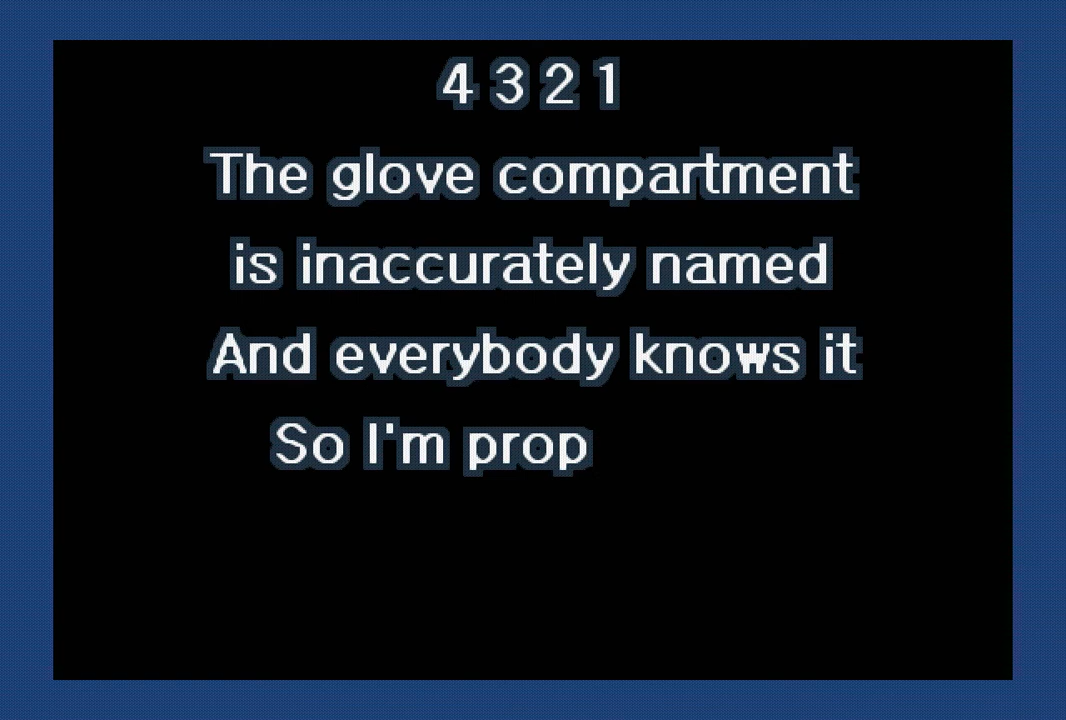 4 3 2 1
The glove compartment
is inaccurately named
And everybody knows it
So I'm prop